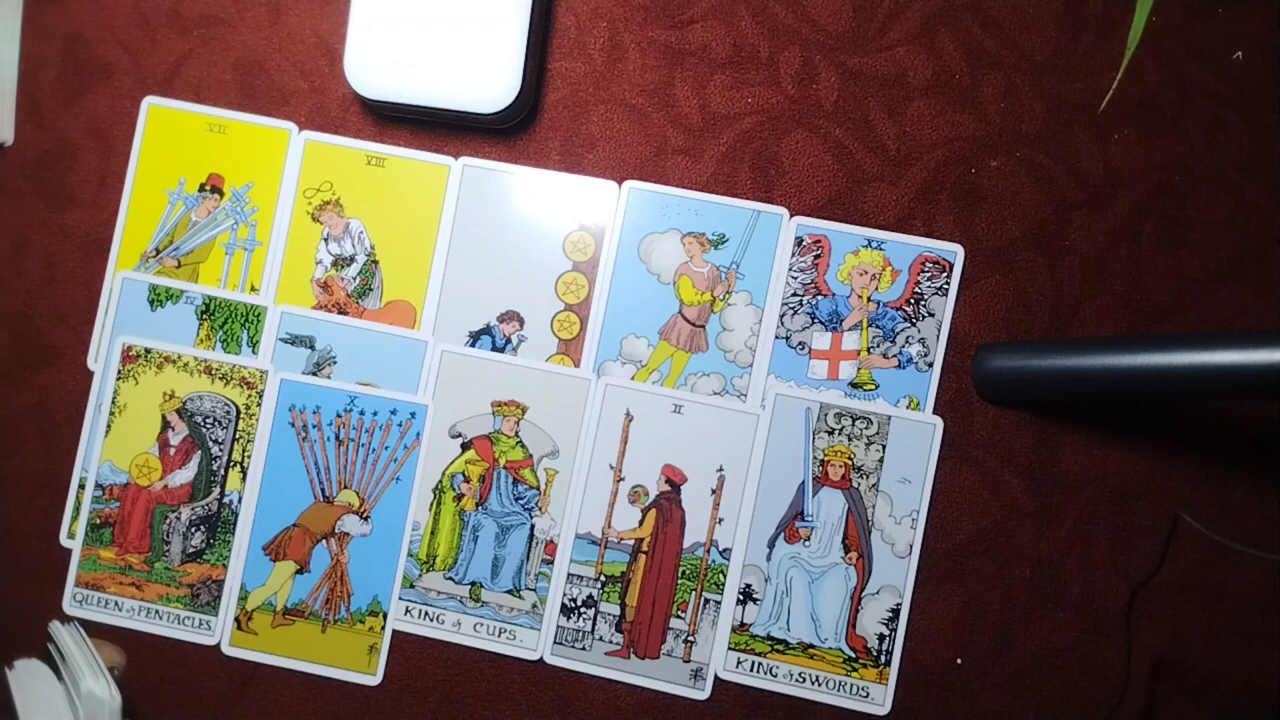 VII
VIII
XX
IV
X
II
QUEEN of PENTACLES.
KING of CUPS.
KING of SWORDS.